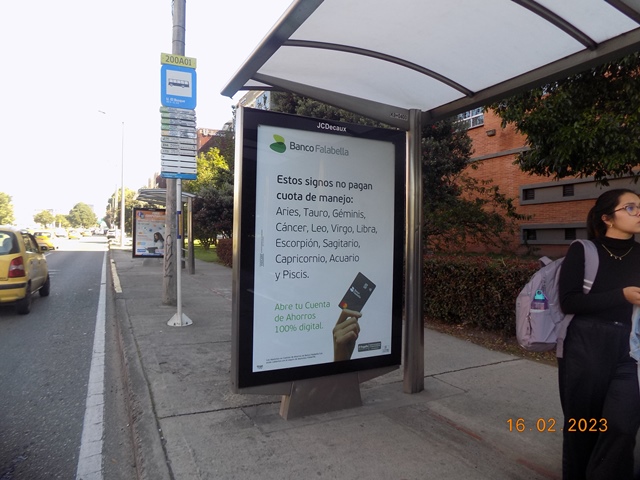 200A01
JCDecaux
Banco Falabella
Estos signos no pagan
cuota de manejo:
Aries, Tauro, Géminis,
Cáncer, Leo, Virgo, Libra,
Escorpión, Sagitario,
Capricornio, Acuario
y Piscis.
Abre tu Cuenta
de Ahorros
100% digital.
16 02 2023